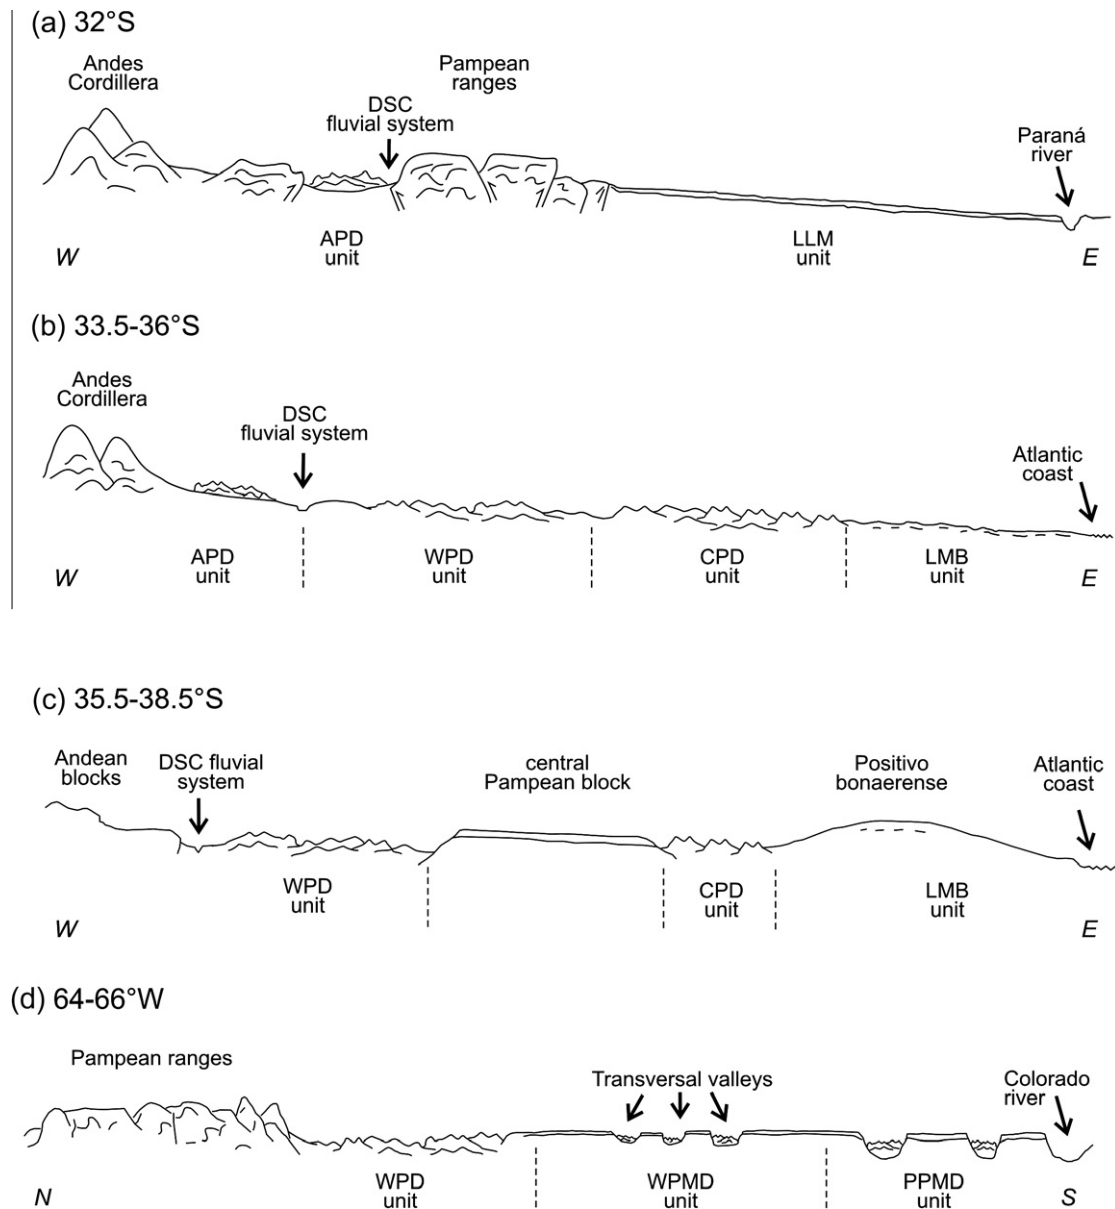 (a) 32°S
Andes
Cordillera
DSC
fluvial system
Pampean
ranges
Paraná
river
APD
unit
LLM
unit
W
E
(b) 33.5-36°S
Andes
Cordillera
DSC
fluvial system
Atlantic
coast
APD
unit
WPD
unit
CPD
unit
LMB
unit
W
E
(c) 35.5-38.5°S
Andean
blocks
DSC fluvial
system
central
Pampean block
Positivo
bonaerense
Atlantic
coast
WPD
unit
CPD
unit
LMB
unit
W
E
(d) 64-66°W
Pampean ranges
Transversal valleys
Colorado
river
N
WPD
unit
WPMD
unit
PPMD
unit
S